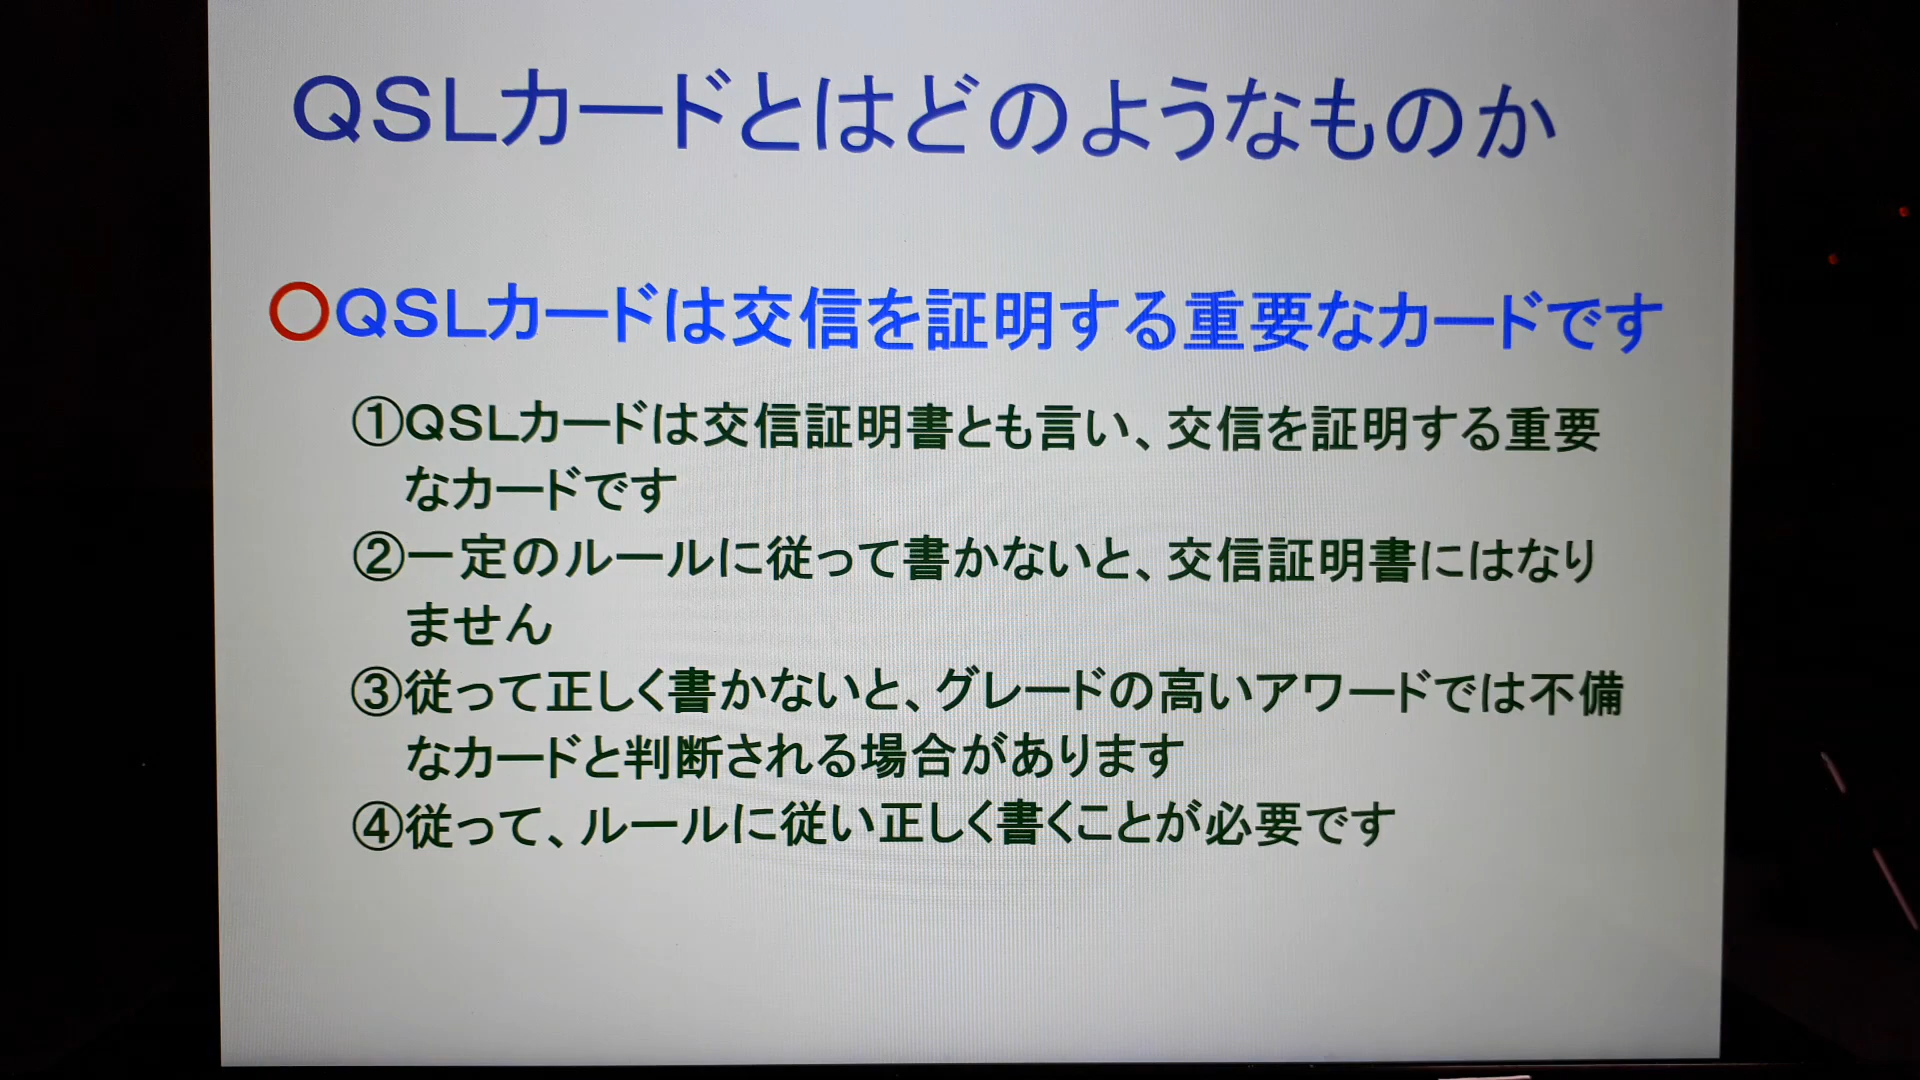 QSLカードとはどのようなものか
〇QSLカードは交信を証明する重要なカードです
①QSLカードは交信証明書とも言い、交信を証明する重要
なカードです
②一定のルールに従って書かないと、交信証明書にはなり
ません
③従って正しく書かないと、グレードの高いアワードでは不備
なカードと判断される場合があります
④従って、ルールに従い正しく書くことが必要です